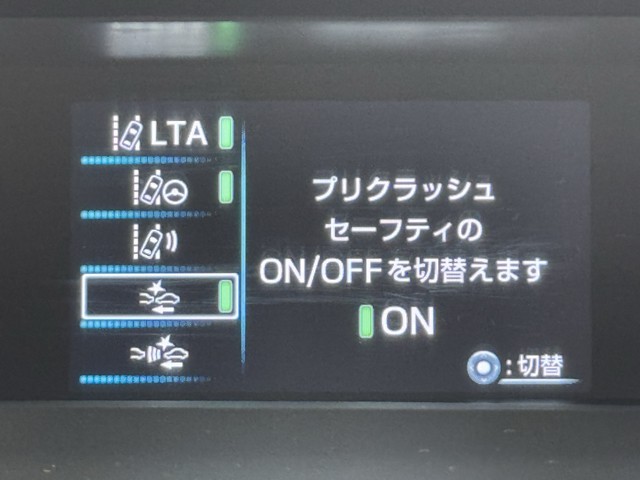 LTA
プリクラッシュ
セーフティの
ON/OFFを切替えます
ON
:切替